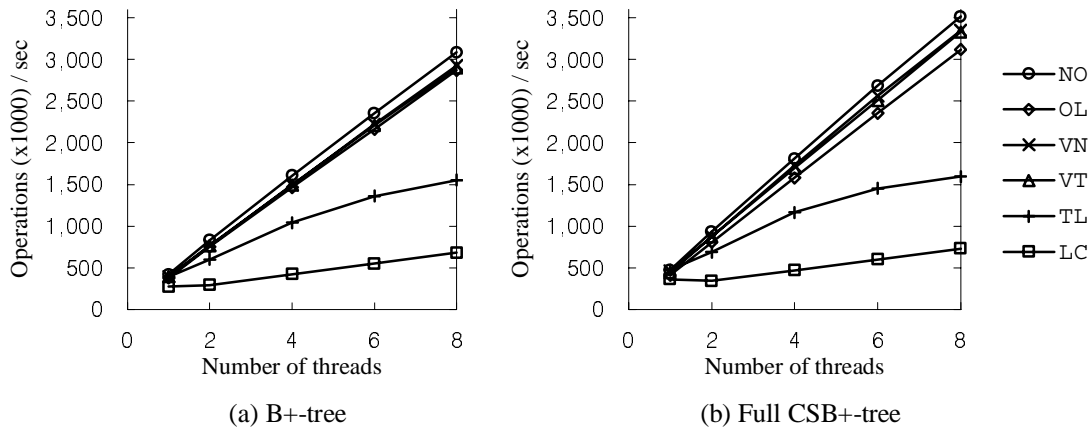 Operations (x1000) / sec
3,500
3,000
2,500
2,000
1,500
1,000
500
0
0 2 4 6 8
Number of threads
(a) B+-tree
Operations (x1000) / sec
3,500
3,000
2,500
2,000
1,500
1,000
500
0
0 2 4 6 8
Number of threads
(b) Full CSB+-tree
NO
OL
VN
VT
TL
LC